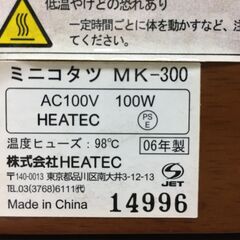 低温やけどの恐れあり
一定時間ごとに体を動かすなど、注
い。
ミニコタツ MK-300
AC100V 100W
HEATEC
PS
E
温度ヒューズ：98℃ 06年製
株式会社HEATEC
〒140-0013 東京都品川区南大井3-12-13
TEL 03(3768)6111代
S
JET
Made in China 14996